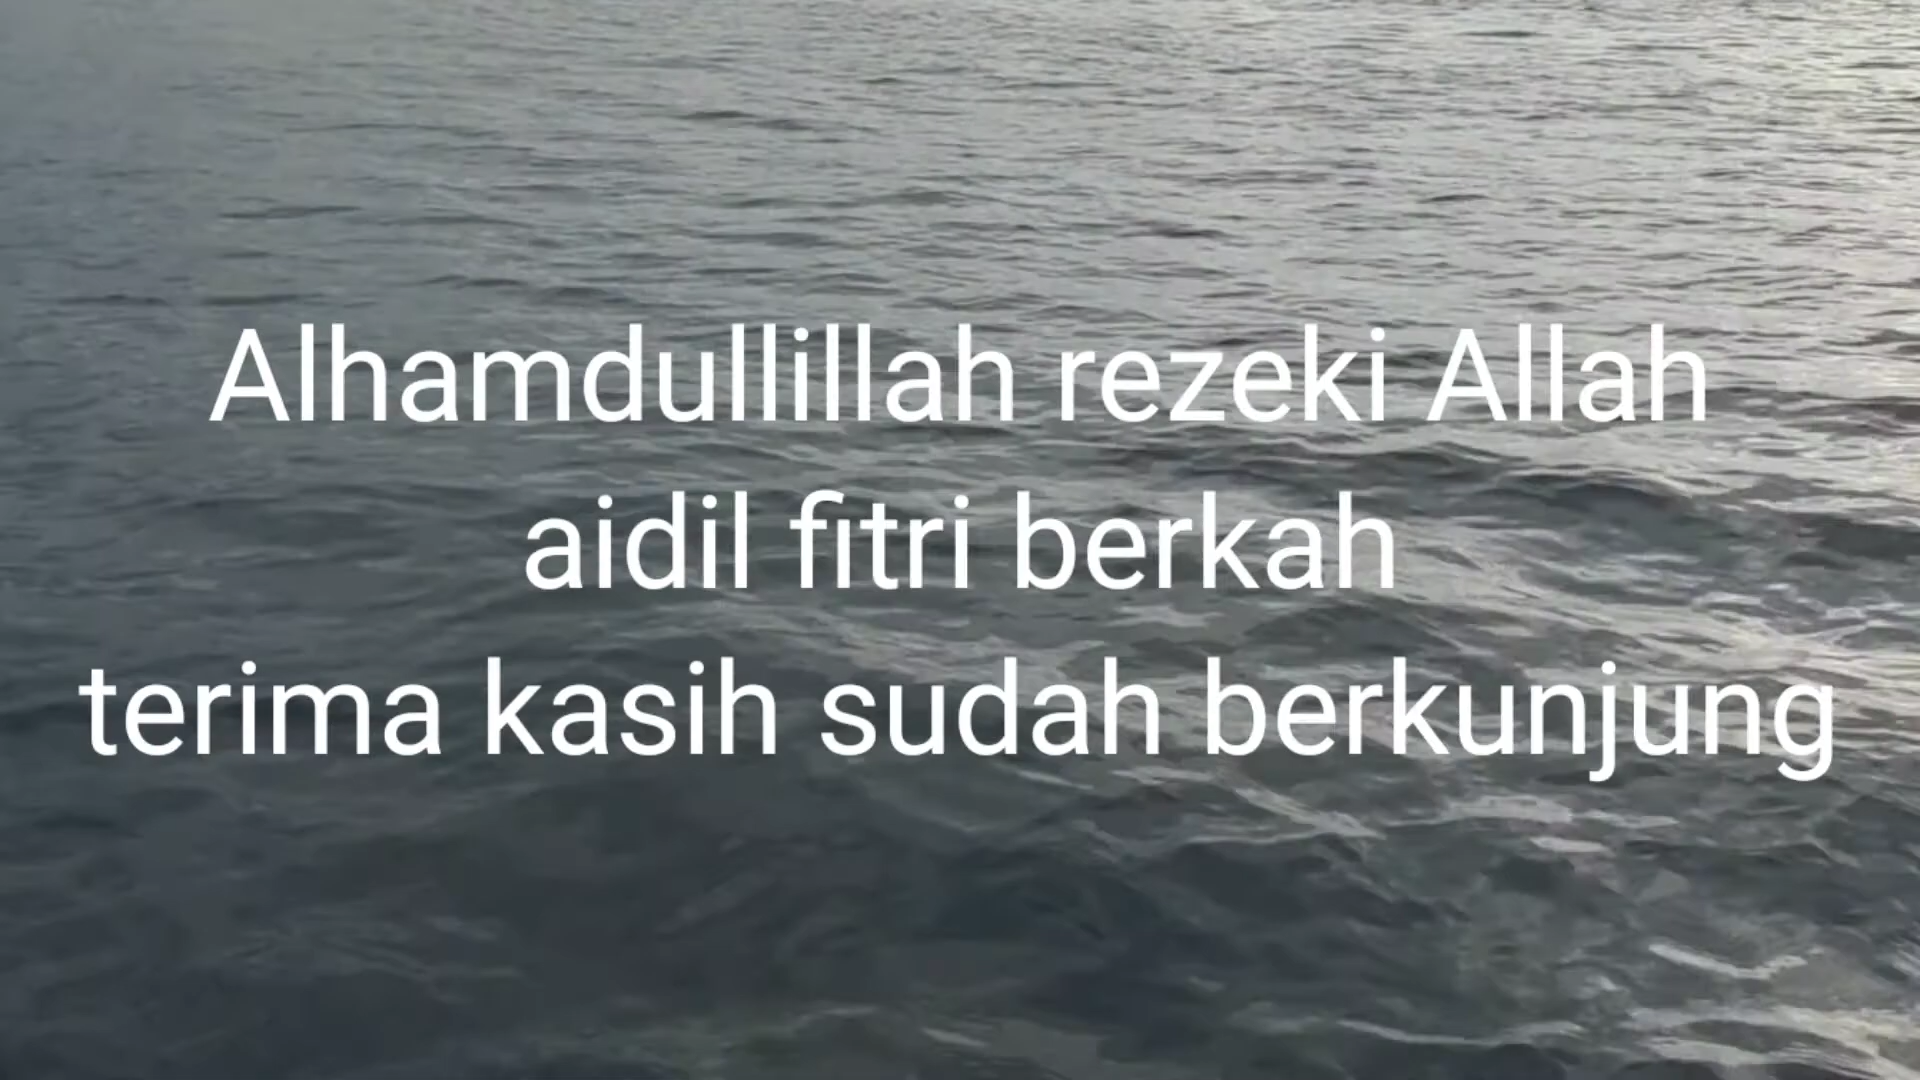 Alhamdullillah rezeki Allah
aidil fitri berkah
terima kasih sudah berkunjung